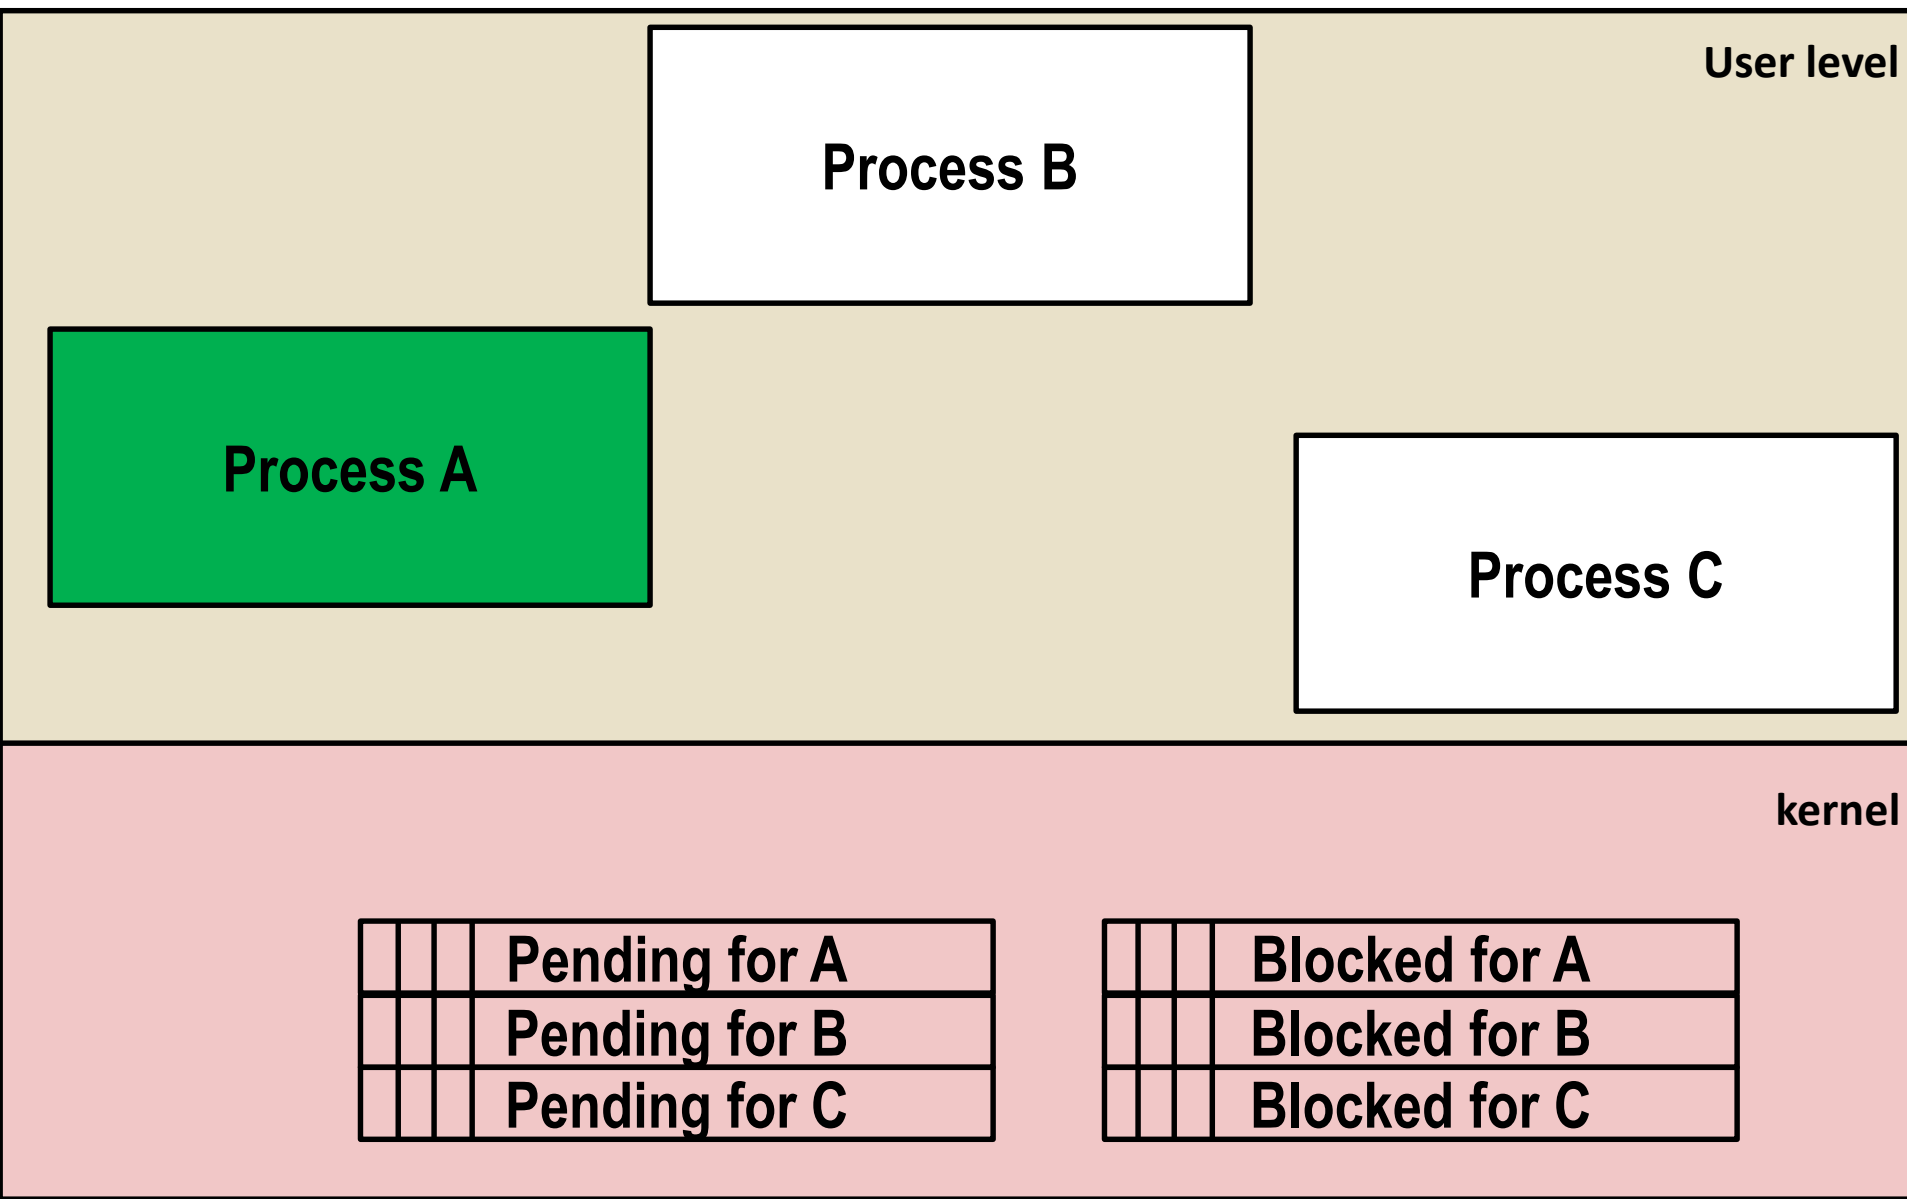 User level
Process B
Process A
Process C
kernel
Pending for A
Blocked for A
Pending for B
Blocked for B
Pending for C
Blocked for C